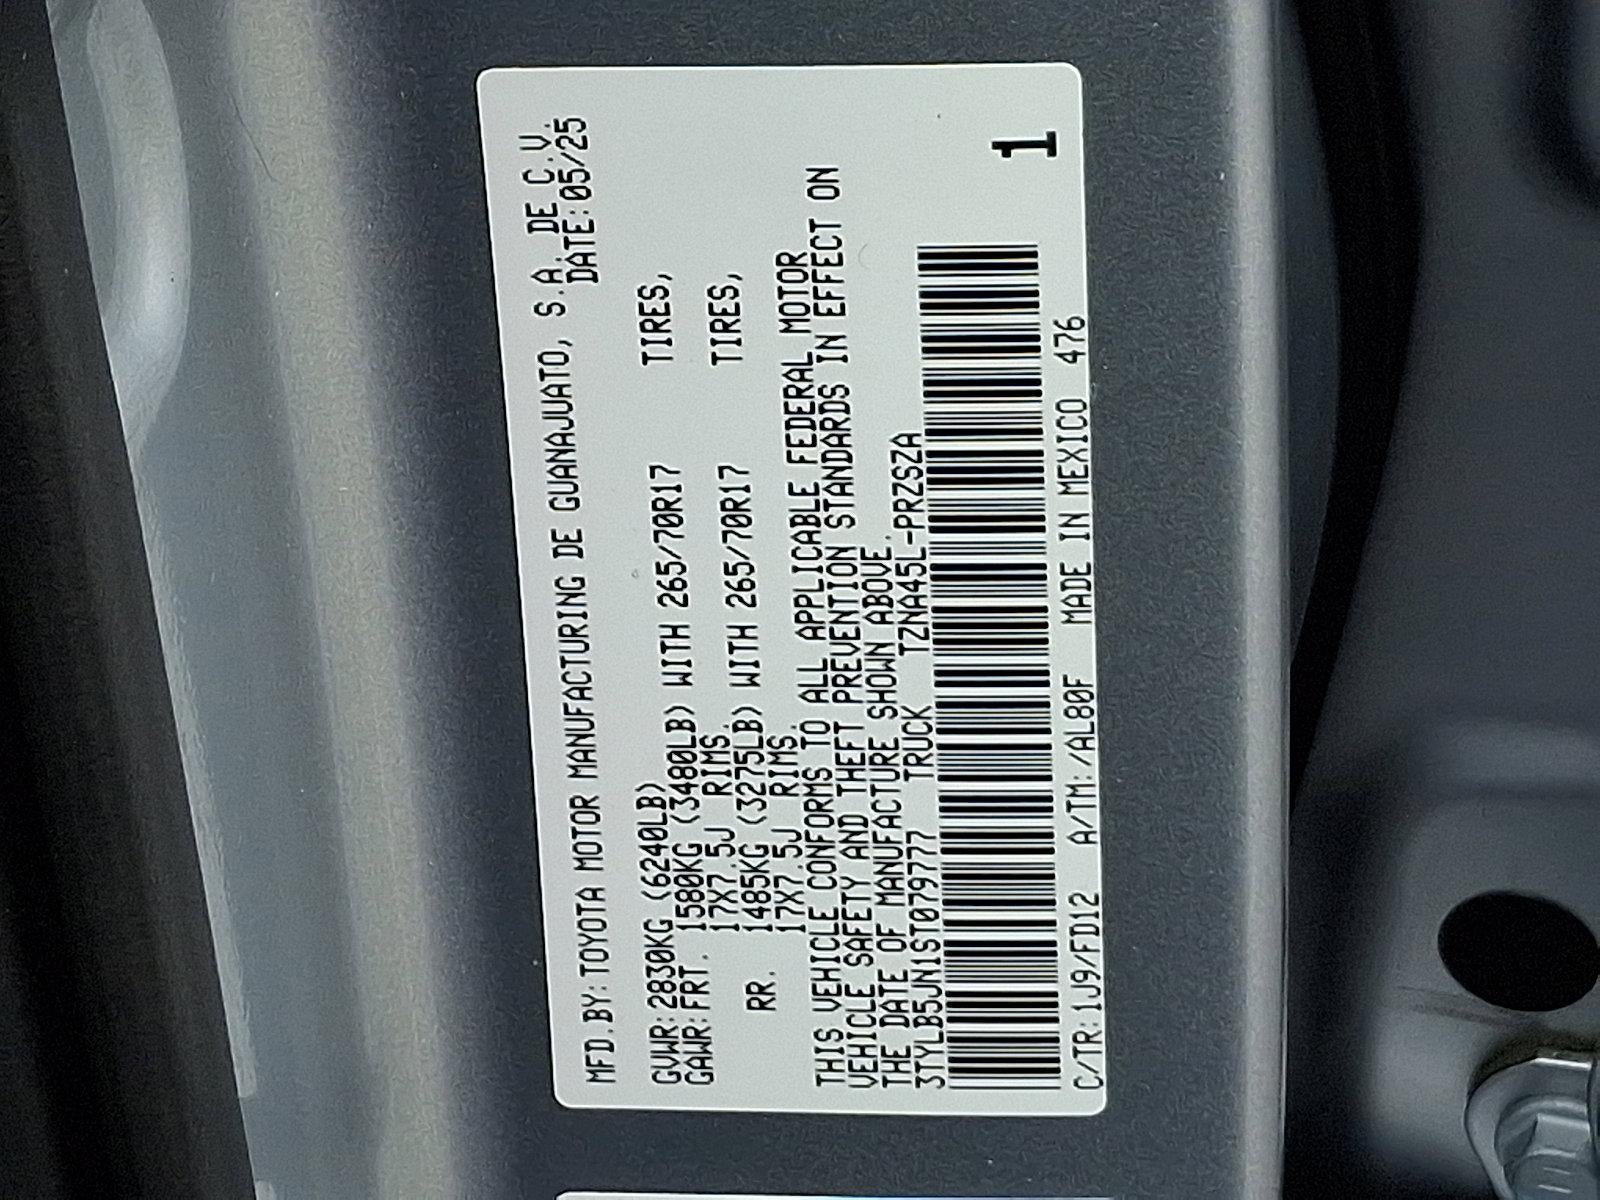 MFD.BY:TOYOTA MOTOR MANUFACTURING DE GUANAJUATO, S.A. DE C.V.
DATE:05/25
GVWR:2830KG (6240LB)
GAWR:FRT. 1580KG (3480LB) WITH 265/70R17 TIRES,
17X7.5J RIMS.
RR. 1485KG (3275LB) WITH 265/70R17 TIRES,
17X7.5J RIMS.
THIS VEHICLE CONFORMS TO ALL APPLICABLE FEDERAL MOTOR
VEHICLE SAFETY AND THEFT PREVENTION STANDARDS IN EFFECT ON
THE DATE OF MANUFACTURE SHOWN ABOVE.
3TYLB5JN1ST079777 TRUCK TZNA45L-PRZSZA
1
C/TR:1J9/FD12 A/TM:/AL80F MADE IN MEXICO 476